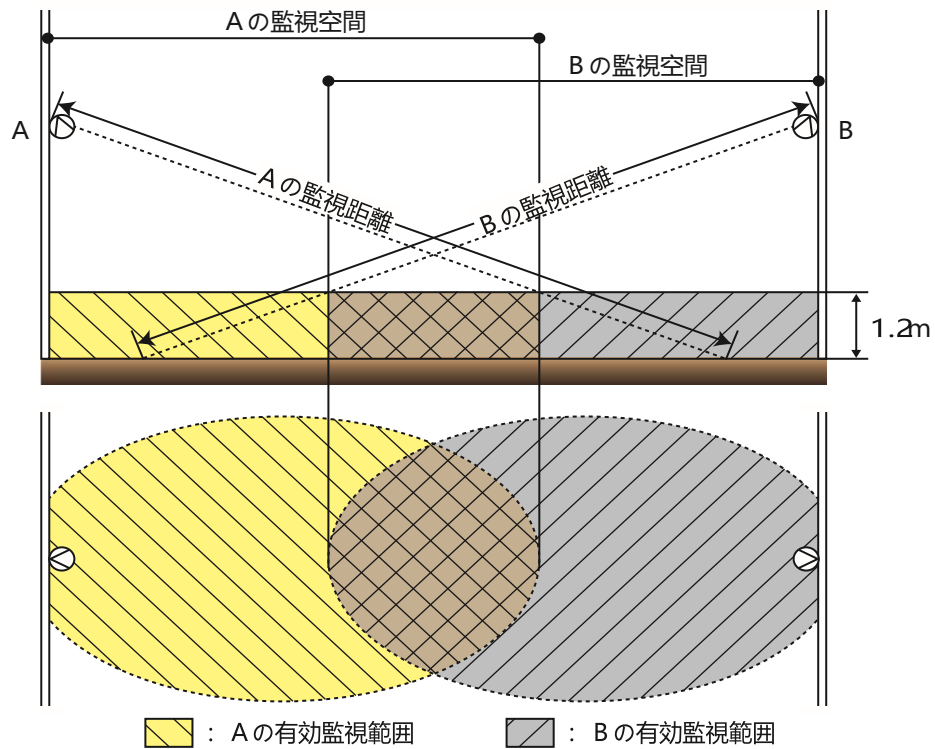 Aの監視空間
Bの監視空間
A
B
Aの監視距離
Bの監視距離
1.2m
： Aの有効監視範囲
： Bの有効監視範囲